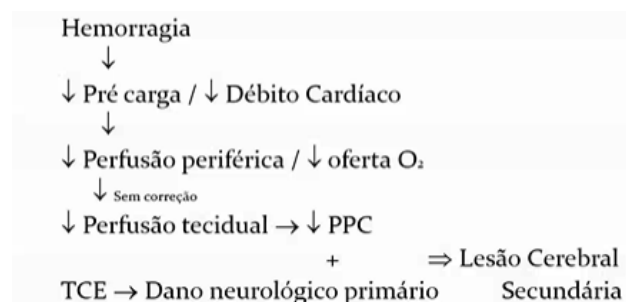 Hemorragia
↓
↓ Pré carga / ↓ Débito Cardíaco
↓
↓ Perfusão periférica / ↓ oferta O₂
↓ Sem correção
↓ Perfusão tecidual → ↓ PPC
+ ⇒ Lesão Cerebral
TCE → Dano neurológico primário Secundária